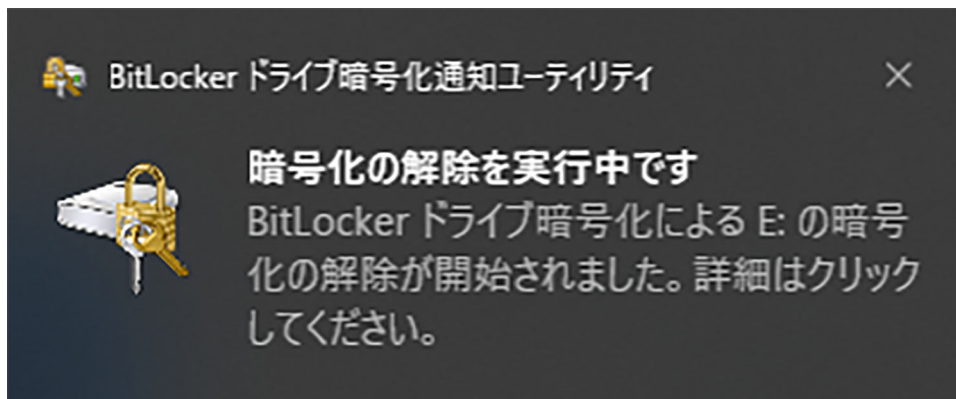 BitLocker ドライブ暗号化通知ユーティリティ
暗号化の解除を実行中です
BitLocker ドライブ暗号化による E: の暗号
化の解除が開始されました。詳細はクリック
してください。